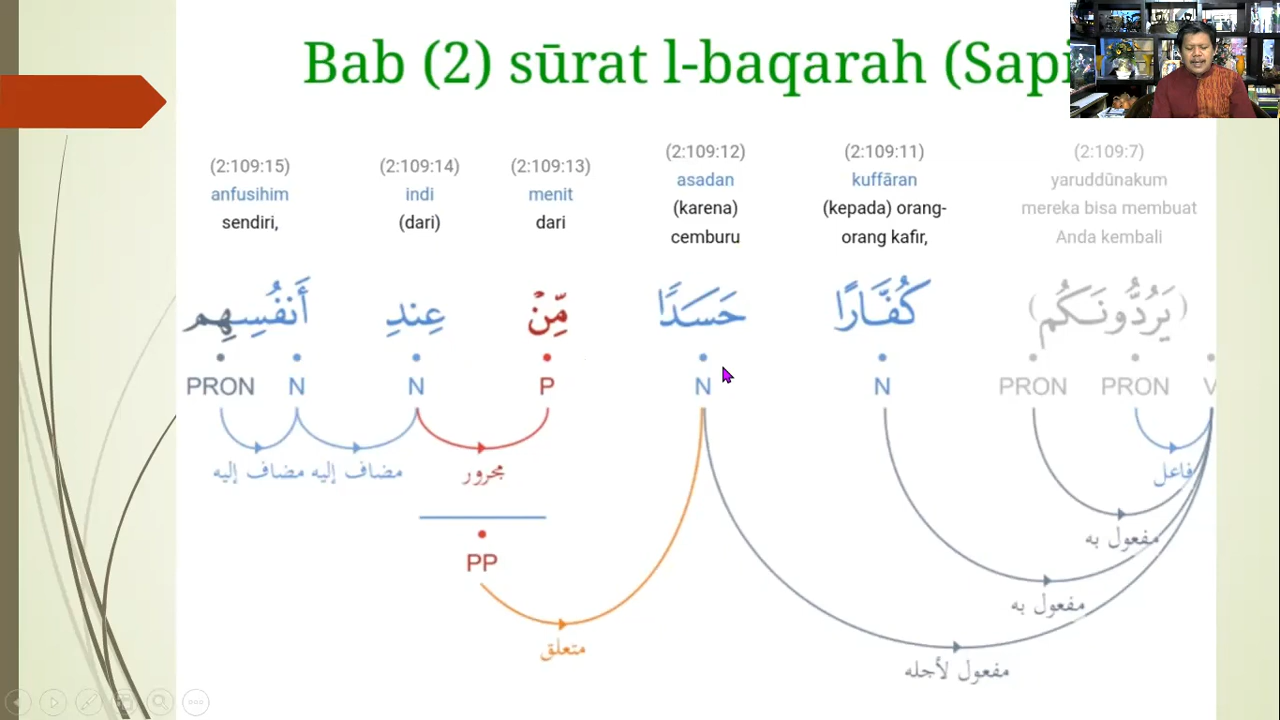 Bab (2) sūrat l-baqarah (Sapi
(2:109:15)
anfusihim
sendiri,
(2:109:14)
indi
(dari)
(2:109:13)
menit
dari
(2:109:12)
asadan
(karena)
cemburu
(2:109:11)
kuffāran
(kepada) orang-
orang kafir,
(2:109:7)
yaruddūnakum
mereka bisa membuat
Anda kembali
(يَرُدُّونَكُم) كُفَّارًا حَسَدًا مِّنْ عِندِ أَنفُسِهِم
PRON N N P N N PRON PRON V
مضاف إليه مضاف إليه
مجرور
فاعل
PP
مفعول به
مفعول به
متعلق
مفعول لأجله